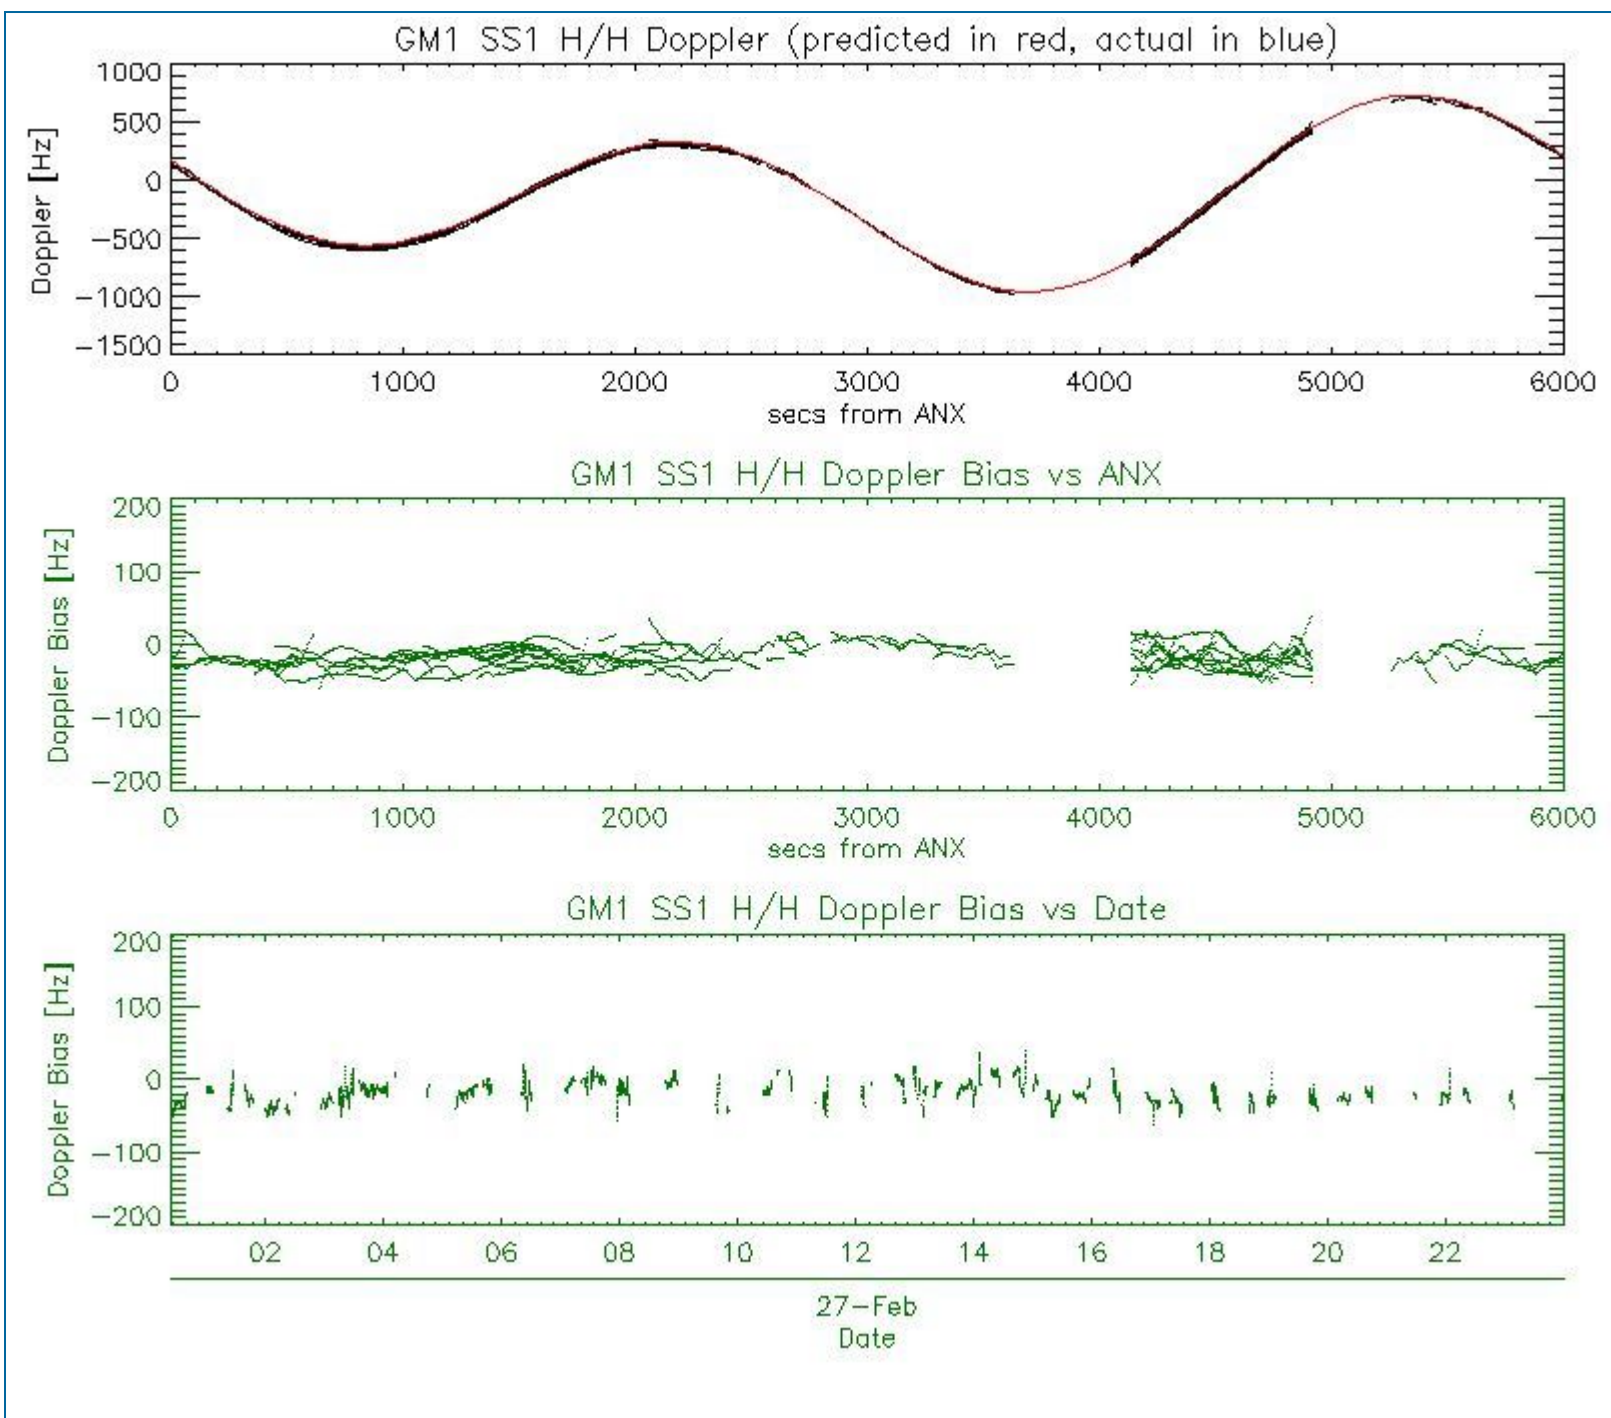 GM1 SS1 H/H Doppler (predicted in red, actual in blue)
1000
500
0
−500
−1000
−1500
Doppler [Hz]
0 1000 2000 3000 4000 5000 6000
secs from ANX
GM1 SS1 H/H Doppler Bias vs ANX
200
100
0
−100
−200
Doppler Bias [Hz]
0 1000 2000 3000 4000 5000 6000
secs from ANX
GM1 SS1 H/H Doppler Bias vs Date
200
100
0
−100
−200
Doppler Bias [Hz]
02 04 06 08 10 12 14 16 18 20 22
27−Feb
Date